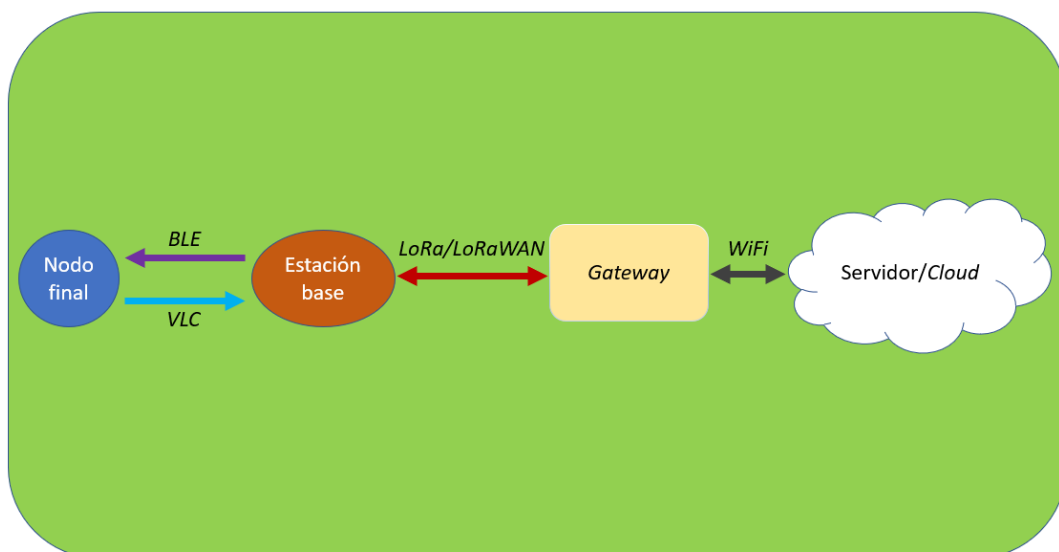 BLE
LoRa/LoRaWAN
WiFi
Nodo
final
Estación
base
Gateway
Servidor/Cloud
VLC